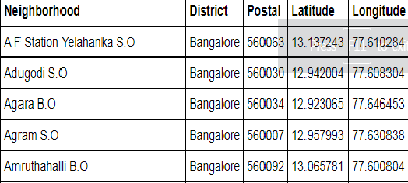 Neighborhood District Postal Latitude Longitude
A F Station Yelahanka S.O Bangalore 560063 13.137243 77.610284
Adugodi S.O Bangalore 560030 12.942004 77.608304
Agara B.O Bangalore 560034 12.923085 77.646453
Agram S.O Bangalore 560007 12.957993 77.630838
Amruthahalli B.O Bangalore 560092 13.065781 77.600804